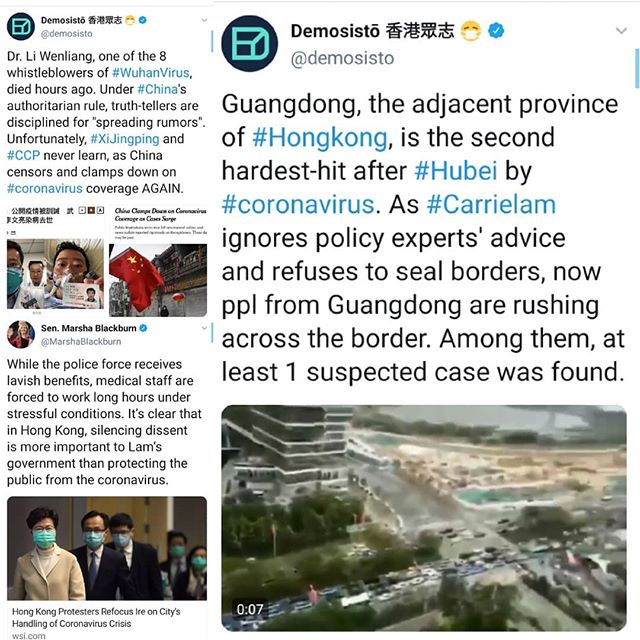 Demosistō 香港眾志
@demosisto
Dr. Li Wenliang, one of the 8
whistleblowers of #WuhanVirus,
died hours ago. Under #China's
authoritarian rule, truth-tellers are
disciplined for "spreading rumors".
Unfortunately, #XiJingping and
#CCP never learn, as China
censors and clamps down on
#coronavirus coverage AGAIN.
公開疫情被訓誡
李文亮染病去世
武
China Clamps Down on Coronavirus
Coverage as Cases Surge
Sen. Marsha Blackburn
@MarshaBlackburn
While the police force receives
lavish benefits, medical staff are
forced to work long hours under
stressful conditions. It's clear that
in Hong Kong, silencing dissent
is more important to Lam's
government than protecting the
public from the coronavirus.
Hong Kong Protesters Refocus Ire on City's
Handling of Coronavirus Crisis
wsj.com
Demosistō 香港眾志
@demosisto
Guangdong, the adjacent province
of #Hongkong, is the second
hardest-hit after #Hubei by
#coronavirus. As #Carrielam
ignores policy experts' advice
and refuses to seal borders, now
ppl from Guangdong are rushing
across the border. Among them, at
least 1 suspected case was found.
0:07